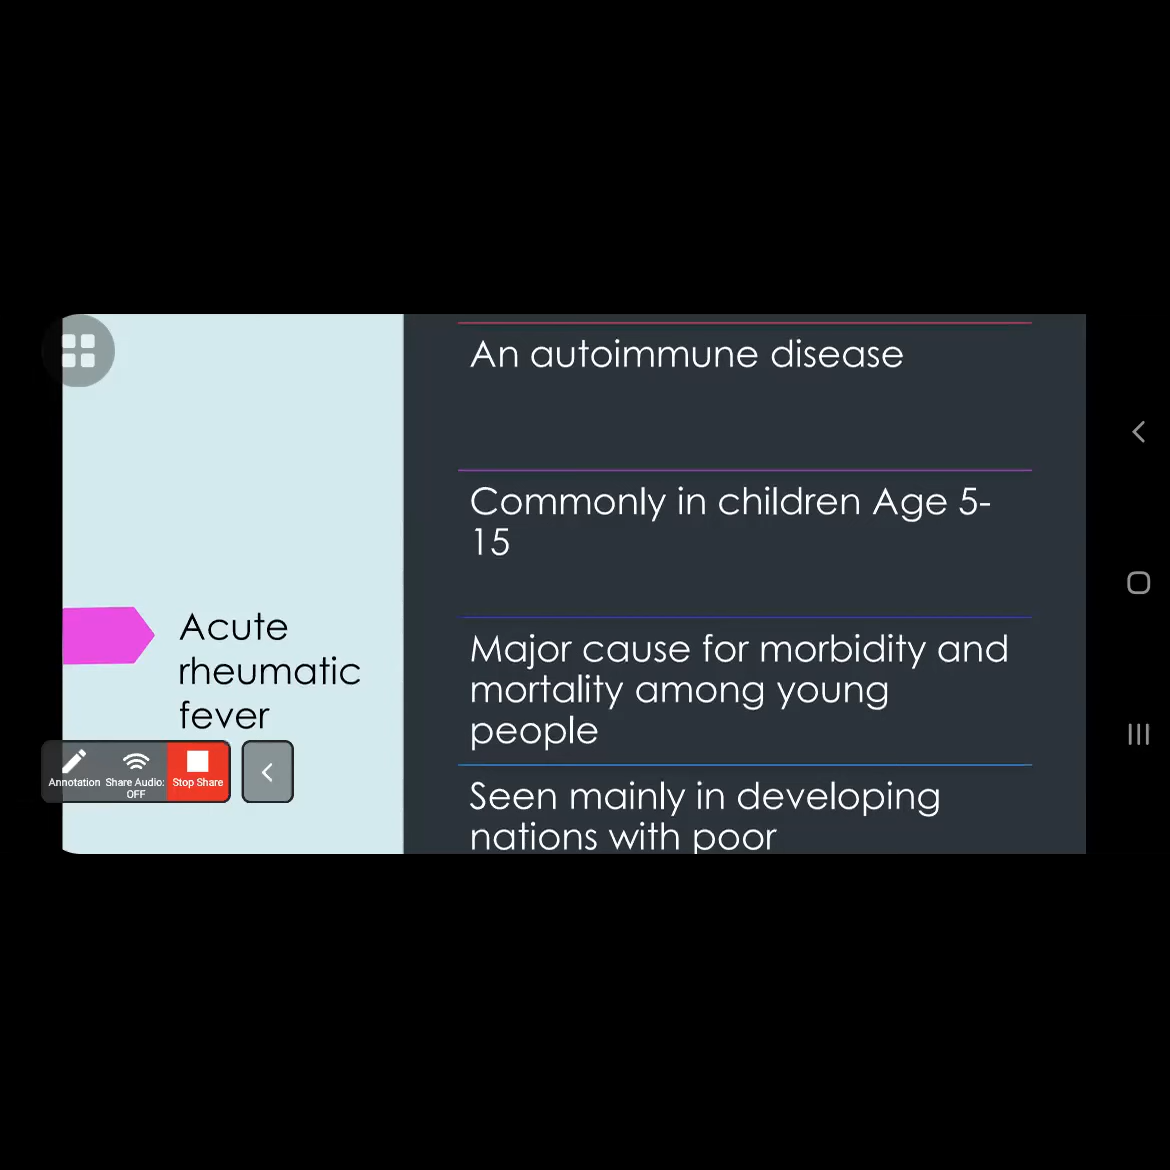 An autoimmune disease
Commonly in children Age 5-
15
Acute
rheumatic
fever
Major cause for morbidity and
mortality among young
people
Seen mainly in developing
nations with poor
Annotation
Share Audio:
OFF
Stop Share